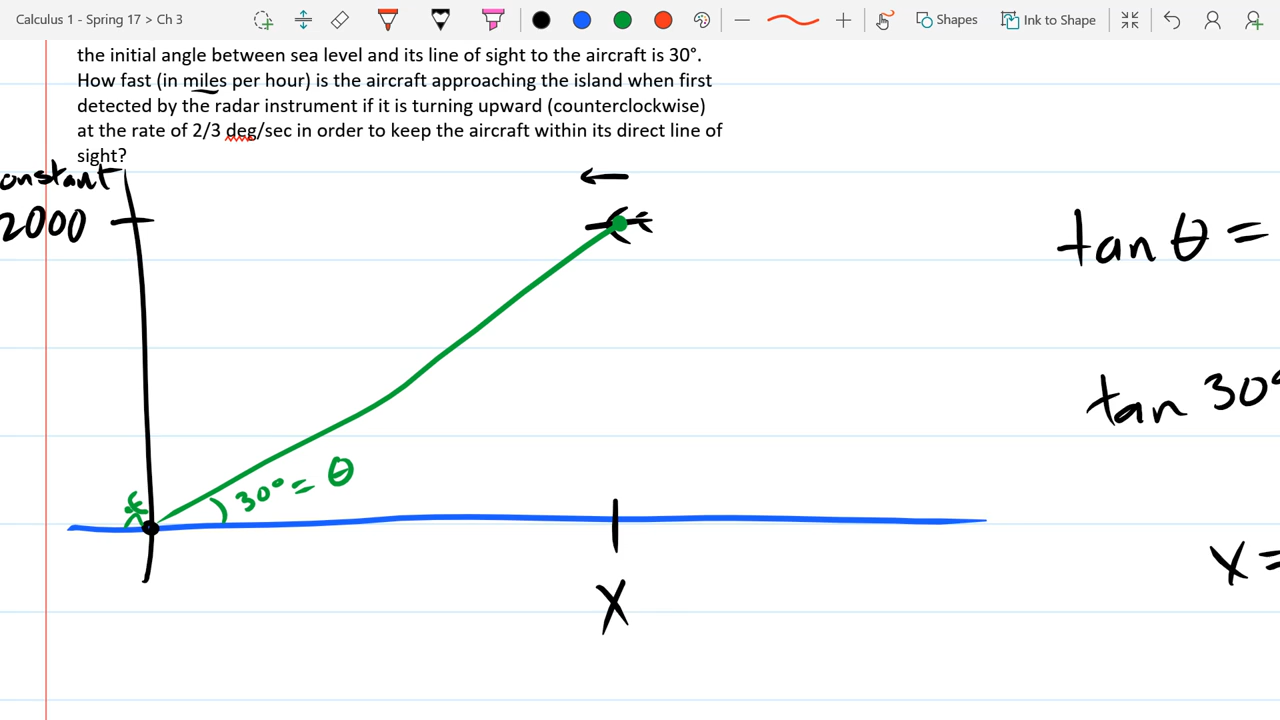 Calculus 1 - Spring 17 > Ch 3
Shapes
Ink to Shape
the initial angle between sea level and its line of sight to the aircraft is 30°.
How fast (in miles per hour) is the aircraft approaching the island when first
detected by the radar instrument if it is turning upward (counterclockwise)
at the rate of 2/3 deg/sec in order to keep the aircraft within its direct line of
sight?
onstant
2000
tan θ =
tan 30°
30° = θ
x =
X